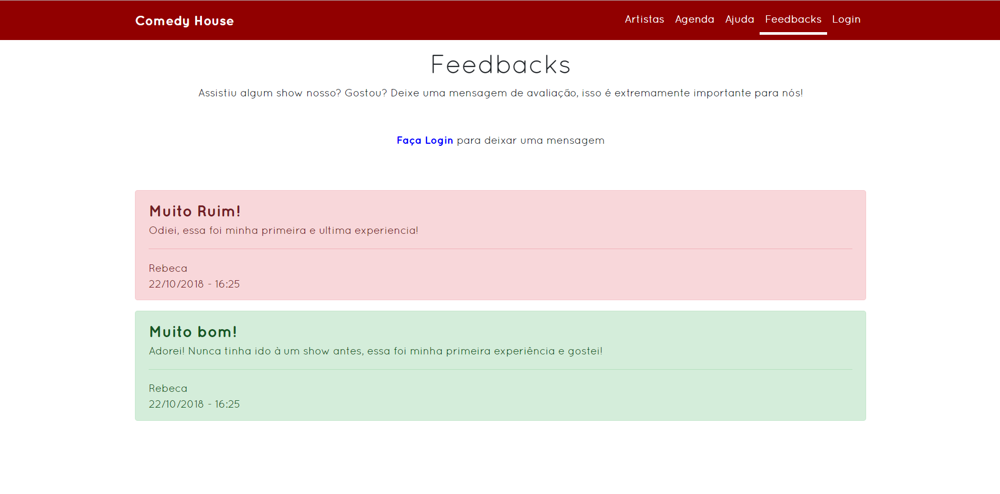 Comedy House
Artistas Agenda Ajuda Feedbacks Login
Feedbacks
Assistiu algum show nosso? Gostou? Deixe uma mensagem de avaliação, isso é extremamente importante para nós!
Faça Login para deixar uma mensagem
Muito Ruim!
Odiei, essa foi minha primeira e ultima experiencia!
Rebeca
22/10/2018 - 16:25
Muito bom!
Adorei! Nunca tinha ido à um show antes, essa foi minha primeira experiência e gostei!
Rebeca
22/10/2018 - 16:25